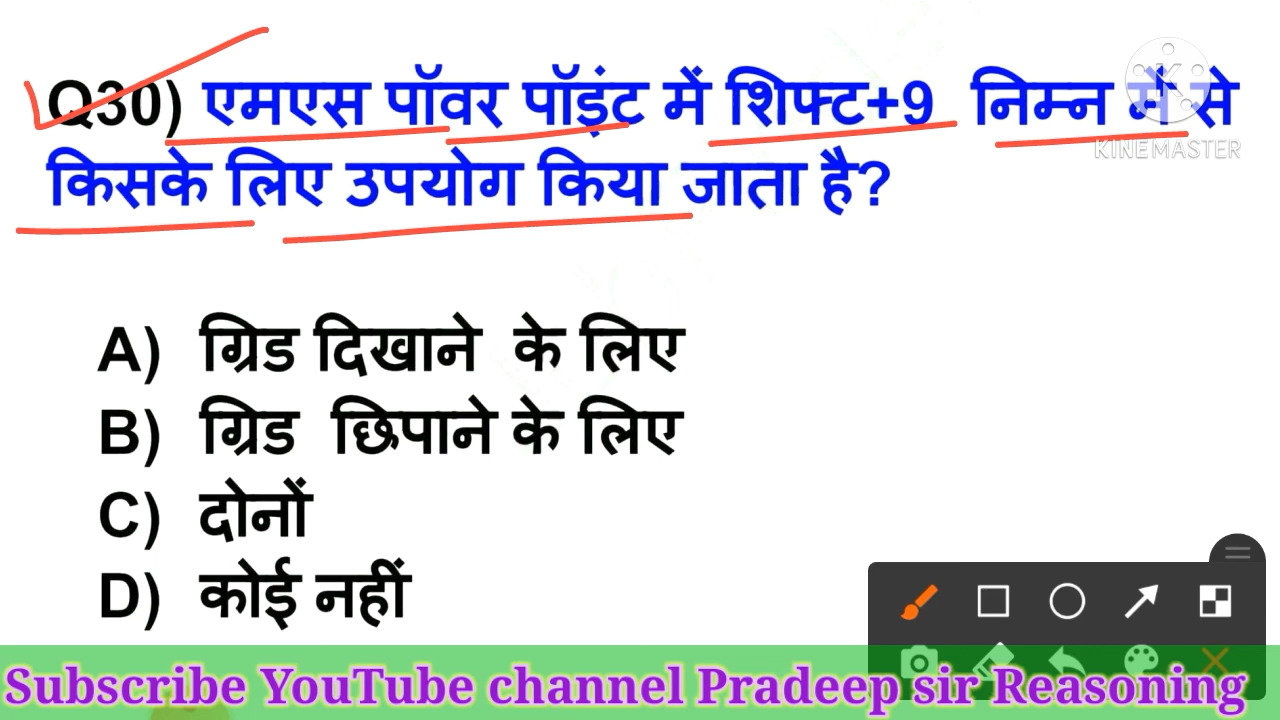 Q30) एमएस पॉवर पॉइंट में शिफ्ट+9 निम्न में से
किसके लिए उपयोग किया जाता है?
KINEMASTER
A) ग्रिड दिखाने के लिए
B) ग्रिड छिपाने के लिए
C) दोनों
D) कोई नहीं
Subscribe YouTube channel Pradeep sir Reasoning